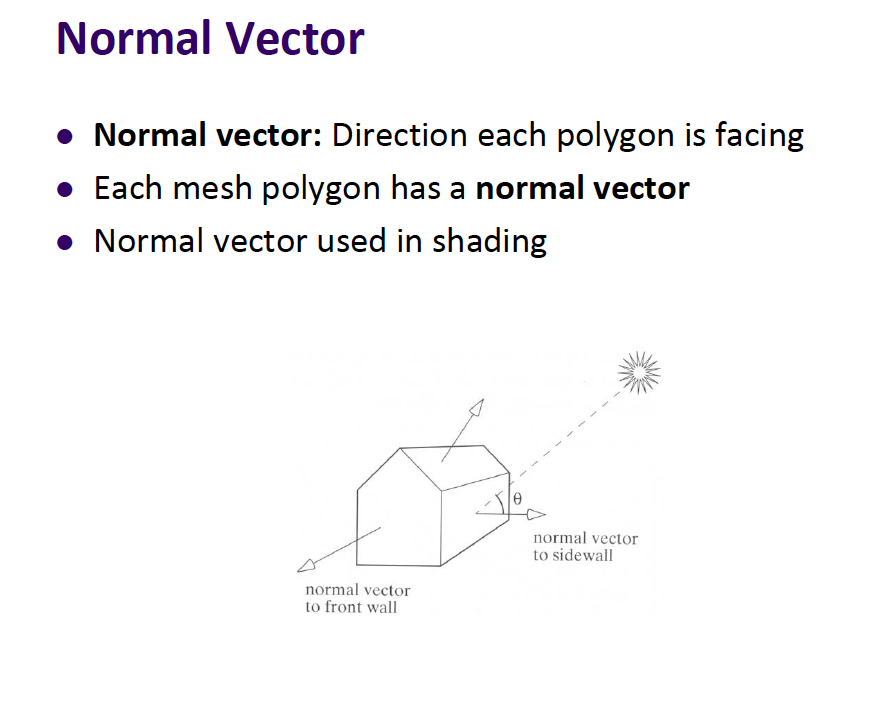 Normal Vector
● Normal vector: Direction each polygon is facing
● Each mesh polygon has a normal vector
● Normal vector used in shading
θ
normal vector
to sidewall
normal vector
to front wall